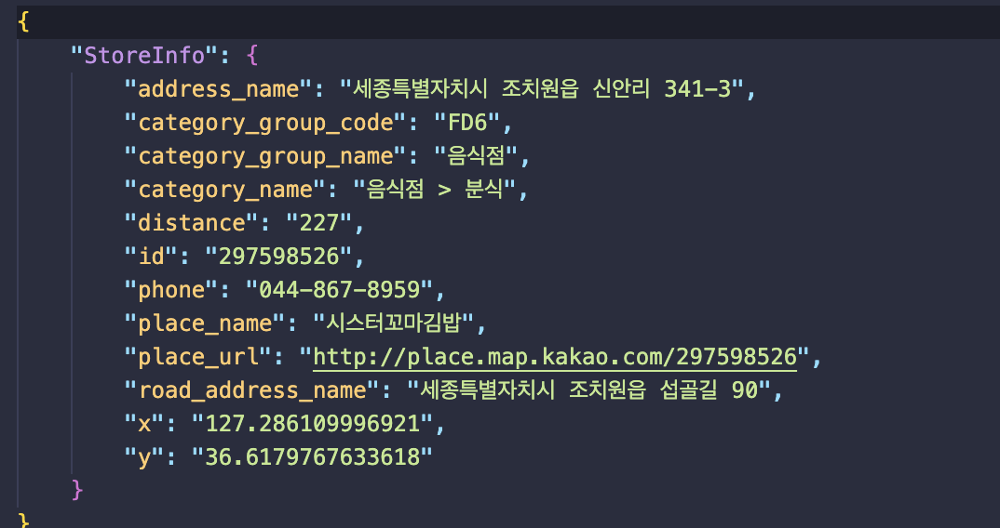 {
"StoreInfo": {
"address_name": "세종특별자치시 조치원읍 신안리 341-3",
"category_group_code": "FD6",
"category_group_name": "음식점",
"category_name": "음식점 > 분식",
"distance": "227",
"id": "297598526",
"phone": "044-867-8959",
"place_name": "시스터꼬마김밥",
"place_url": "http://place.map.kakao.com/297598526",
"road_address_name": "세종특별자치시 조치원읍 섭골길 90",
"x": "127.286109996921",
"y": "36.6179767633618"
}
}